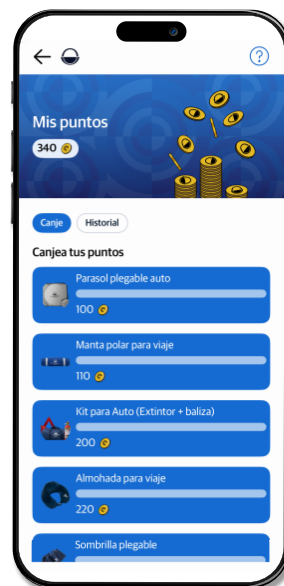 Mis puntos
340
Canje
Historial
Canjea tus puntos
Parasol plegable auto
100
Manta polar para viaje
110
Kit para Auto (Extintor + baliza)
200
Almohada para viaje
220
Sombrilla plegable